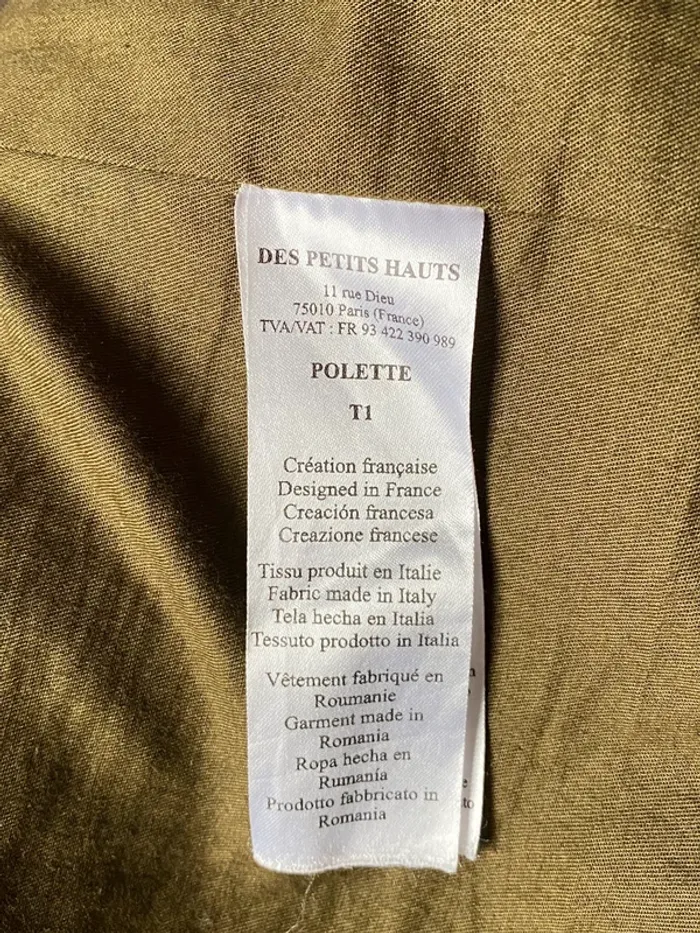 DES PETITS HAUTS
11 rue Dieu
75010 Paris (France)
TVA/VAT : FR 93 422 390 989
POLETTE
T1
Création française
Designed in France
Creación francesa
Creazione francese
Tissu produit en Italie
Fabric made in Italy
Tela hecha en Italia
Tessuto prodotto in Italia
Vêtement fabriqué en
Roumanie
Garment made in
Romania
Ropa hecha en
Rumanía
Prodotto fabbricato in
Romania